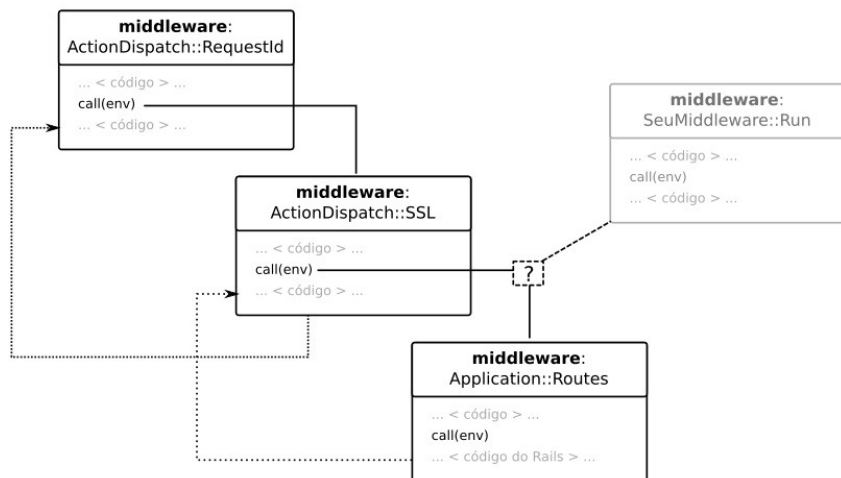 middleware:
ActionDispatch::RequestId
... < código > ...
call(env)
... < código > ...
middleware:
SeuMiddleware::Run
... < código > ...
call(env)
... < código > ...
middleware:
ActionDispatch::SSL
... < código > ...
call(env)
... < código > ...
?
middleware:
Application::Routes
... < código > ...
call(env)
... < código do Rails > ...